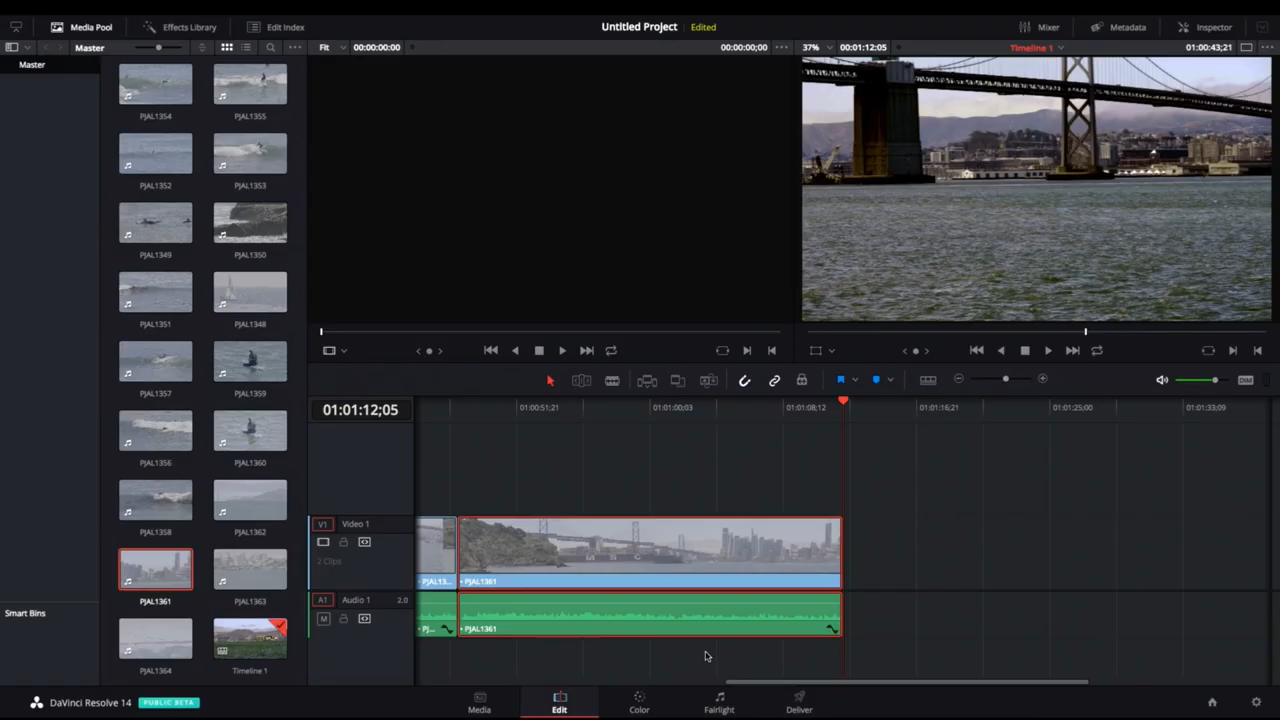 Media Pool
Effects Library
Edit Index
Untitled Project
Edited
Mixer
Metadata
Inspector
Master
Fit
00:00:00:00
00:00:00;00
37%
00:01:12:05
Timeline 1
01:00:43;21
Master
PJAL1354
PJAL1355
PJAL1352
PJAL1353
PJAL1349
PJAL1350
PJAL1351
PJAL1348
PJAL1357
PJAL1359
PJAL1356
PJAL1360
PJAL1358
PJAL1362
PJAL1361
PJAL1363
Smart Bins
PJAL1364
Timeline 1
DIM
01:01:12;05
01:00:51;21
01:01:00;03
01:01:08;12
01:01:16;21
01:01:25;00
01:01:33;09
V1
Video 1
2 Clips
PJAL13...
PJAL1361
A1
Audio 1
2.0
M
PJ...
PJAL1361
DaVinci Resolve 14
PUBLIC BETA
Media
Edit
Color
Fairlight
Deliver